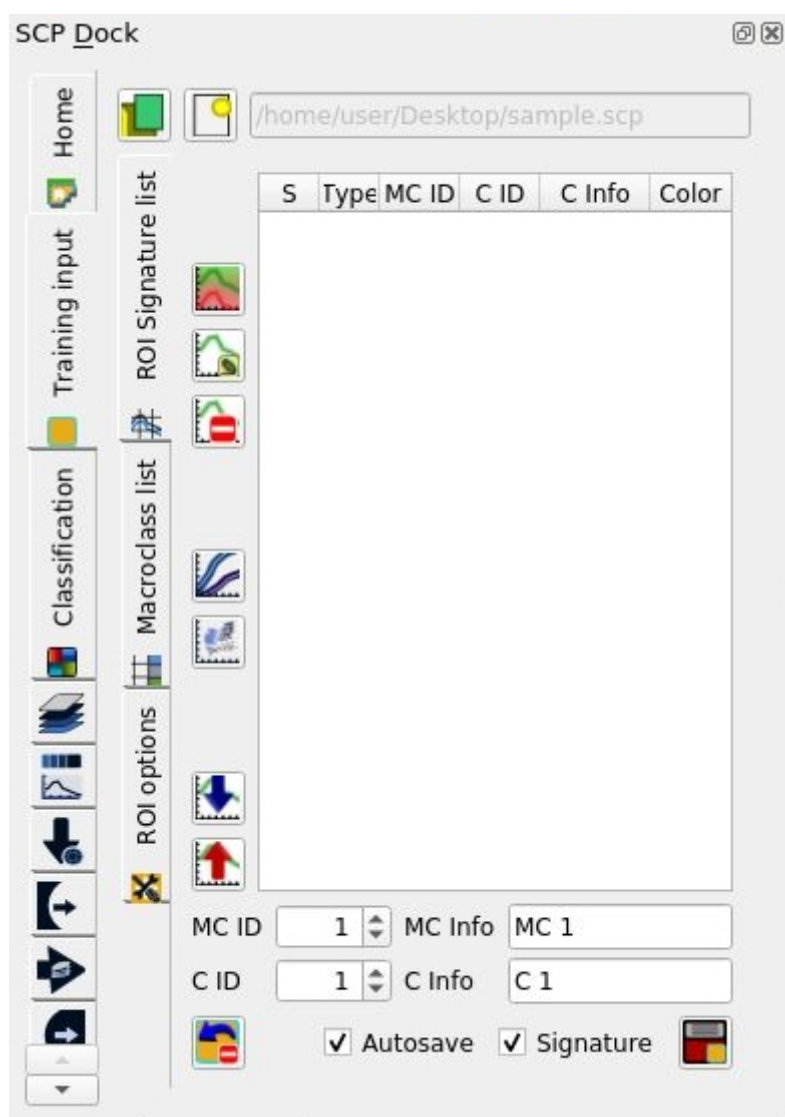 SCP Dock
Home
Training input
Classification
/home/user/Desktop/sample.scp
ROI Signature list
Macroclass list
ROI options
S Type MC ID C ID C Info Color
MC ID 1 MC Info MC 1
C ID 1 C Info C 1
Autosave Signature